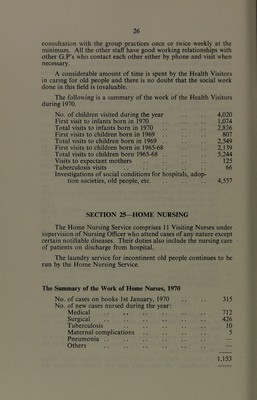 26
consultation with the group practices once or twice weekly at the
minimum. All the other staff have good working relationships with
other G.P's who contact each other either by phone and visit when
necessary.
A considerable amount of time is spent by the Health Visitors
in caring for old people and there is no doubt that the social work
done in this field is invaluable.
The following is a summary of the work of the Health Visitors
during 1970.
No. of children visited during the year .. .. 4,020
First visit to infants born in 1970 .. .. 1,074
Total visits to infants born in 1970 .. .. 2,836
First visits to children born in 1969 .. .. 807
Total visits to children born in 1969 .. .. 2,549
First visits to children born in 1965-68 .. .. 2,139
Total visits to children born 1965-68 .. .. 5,244
Visits to expectant mothers .. .. 125
Tuberculosis visits .. .. 66
Investigations of social conditions for hospitals, adop-
tion societies, old people, etc. .. .. 4,557
SECTION 25—HOME NURSING
The Home Nursing Service comprises 11 Visiting Nurses under
supervision of Nursing Officer who attend cases of any nature except
certain notifiable diseases. Their duties also include the nursing care
of patients on discharge from hospital.
The laundry service for incontinent old people continues to be
run by the Home Nursing Service.
The Summary of the Work of Home Nurses, 1970
No. of cases on books 1st January, 1970 .. .. 315
No. of new cases nursed during the year:
Medical .. .. .. .. .. 712
Surgical .. .. .. .. .. 426
Tuberculosis .. .. .. .. 10
Maternal complications .. .. .. 5
Pneumonia .. .. .. .. .. —
Others .. .. .. .. .. —
1,153